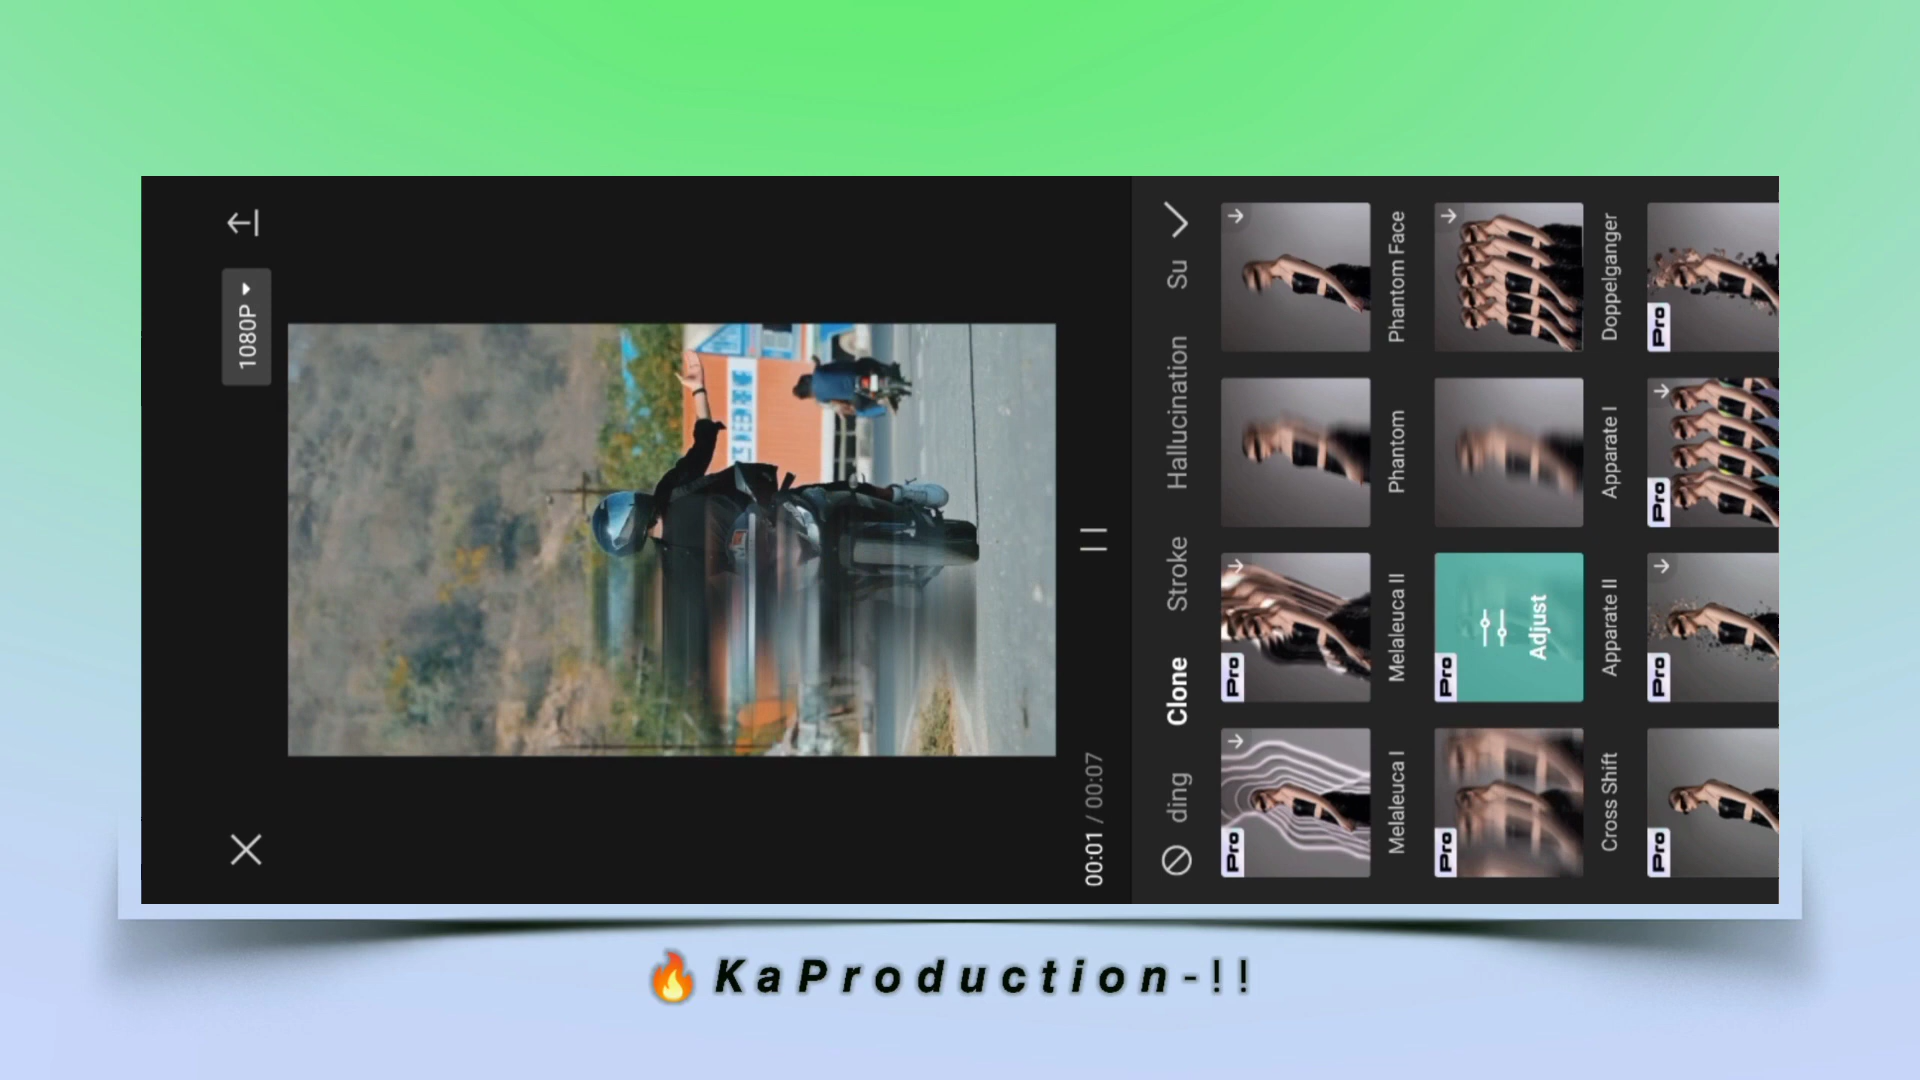 1080P
00:01 / 00:07
ding Clone Stroke Hallucination Su
Pro
Pro
Melaleuca I
Melaleuca II
Phantom
Phantom Face
Pro
Pro
Adjust
Cross Shift
Apparate II
Apparate I
Doppelganger
Pro
Pro
Pro
Pro
🔥 KaProduction-!!